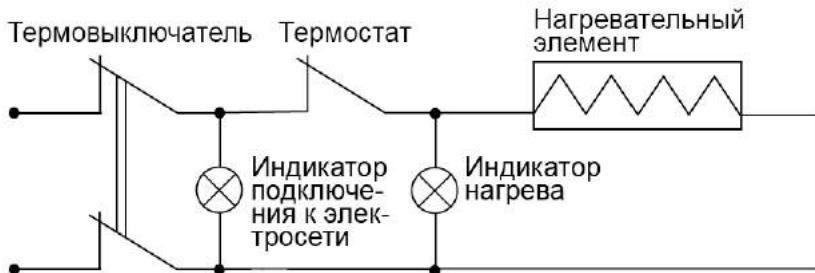 Термовыключатель
Термостат
Нагревательный
элемент
Индикатор
подключе-
ния к элек-
тросети
Индикатор
нагрева